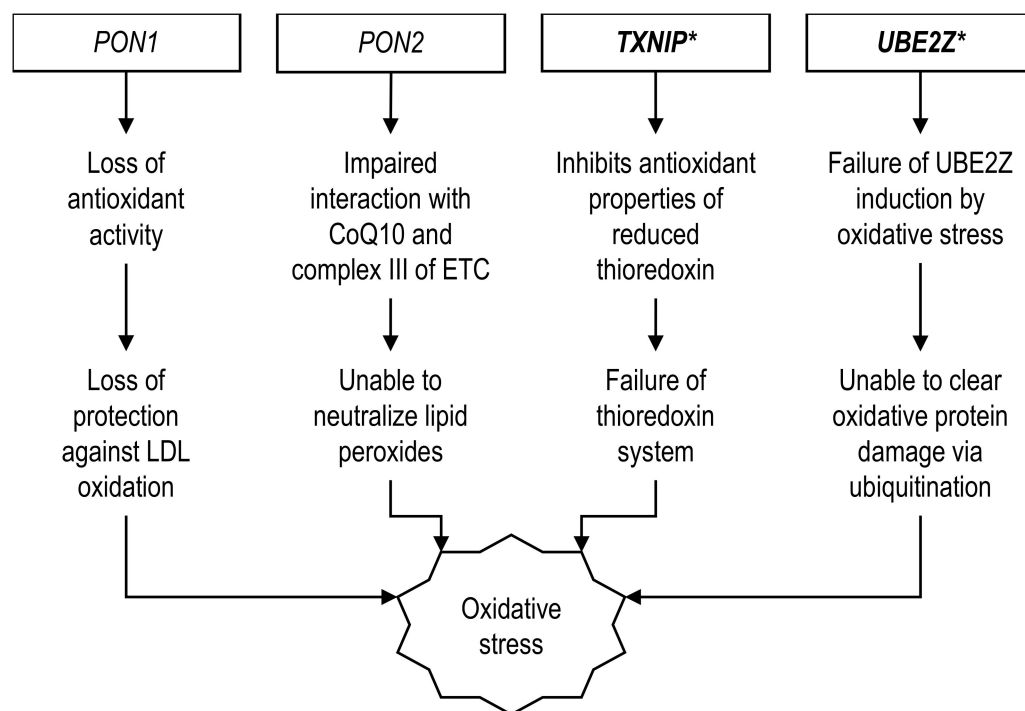 PON1
Loss of
antioxidant
activity
Loss of
protection
against LDL
oxidation
PON2
Impaired
interaction with
CoQ10 and
complex III of ETC
Unable to
neutralize lipid
peroxides
TXNIP*
Inhibits antioxidant
properties of
reduced
thioredoxin
Failure of
thioredoxin
system
UBE2Z*
Failure of UBE2Z
induction by
oxidative stress
Unable to clear
oxidative protein
damage via
ubiquitination
Oxidative
stress